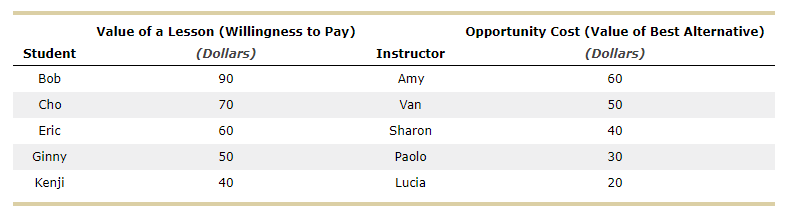 Value of a Lesson (Willingness to Pay) Opportunity Cost (Value of Best Alternative)
Student (Dollars) Instructor (Dollars)
Bob 90 Amy 60
Cho 70 Van 50
Eric 60 Sharon 40
Ginny 50 Paolo 30
Kenji 40 Lucia 20